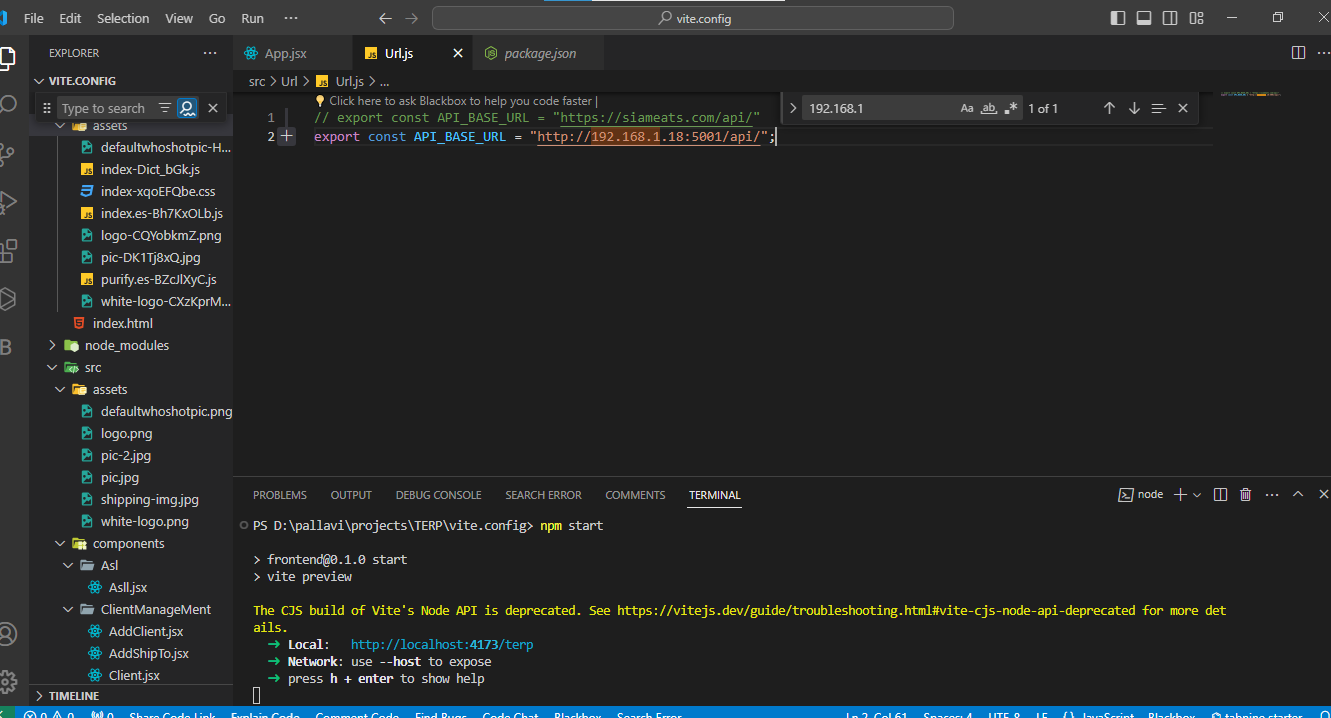 File Edit Selection View Go Run ··· vite.config
EXPLORER ···
VITE.CONFIG
Type to search
assets
defaultwhoshotpic-H...
index-Dict_bGk.js
index-xqoEFQbe.css
index.es-Bh7KxOLb.js
logo-CQYobkmZ.png
pic-DK1Tj8xQ.jpg
purify.es-BZcJlXyC.js
white-logo-CXzKprM...
index.html
node_modules
src
assets
defaultwhoshotpic.png
logo.png
pic-2.jpg
pic.jpg
shipping-img.jpg
white-logo.png
components
Asl
Asll.jsx
ClientManageMent
AddClient.jsx
AddShipTo.jsx
Client.jsx
TIMELINE
App.jsx Url.js package.json
src > Url > Url.js > ...
Click here to ask Blackbox to help you code faster |
192.168.1 Aa ab .* 1 of 1
1 // export const API_BASE_URL = "https://siameats.com/api/"
2 export const API_BASE_URL = "http://192.168.1.18:5001/api/";
PROBLEMS OUTPUT DEBUG CONSOLE SEARCH ERROR COMMENTS TERMINAL node
PS D:\pallavi\projects\TERP\vite.config> npm start
> frontend@0.1.0 start
> vite preview
The CJS build of Vite's Node API is deprecated. See https://vitejs.dev/guide/troubleshooting.html#vite-cjs-node-api-deprecated for more det
ails.
➜ Local: http://localhost:4173/terp
➜ Network: use --host to expose
➜ press h + enter to show help
0 0 0 Share Code Link Explain Code Comment Code Find Bugs Code Chat Blackbox Search Error Ln 2, Col 61 Spaces: 4 UTF-8 LF {} JavaScript Blackbox tabnine starter